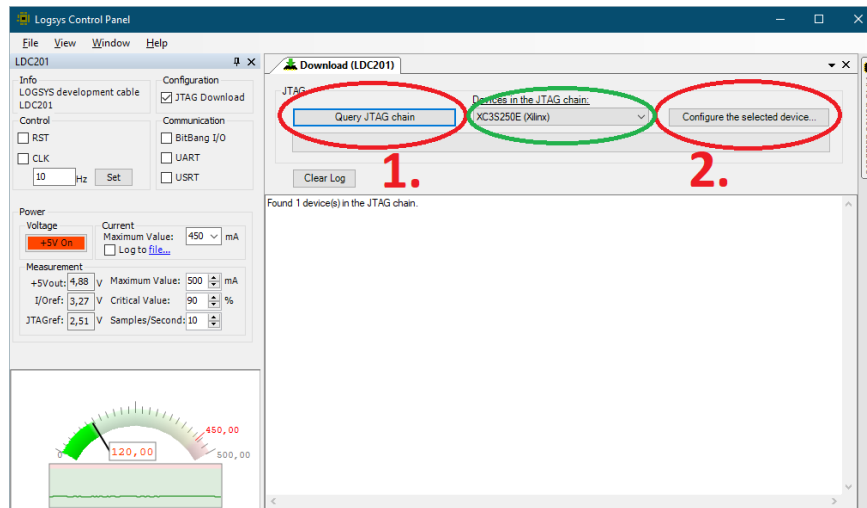 Logsys Control Panel
File View Window Help
LDC201
Info
LOGSYS development cable
LDC201
Configuration
JTAG Download
Control
RST
CLK
10 Hz Set
Communication
BitBang I/O
UART
USRT
Power
Voltage
+5V On
Current
Maximum Value: 450 mA
Log to file...
Measurement
+5Vout: 4,88 V Maximum Value: 500 mA
I/Oref: 3,27 V Critical Value: 90 %
JTAGref: 2,51 V Samples/Second: 10
0
120,00
450,00
500,00
Download (LDC201)
JTAG
Devices in the JTAG chain:
Query JTAG chain XC3S250E (Xilinx) Configure the selected device...
1. 2.
Clear Log
Found 1 device(s) in the JTAG chain.